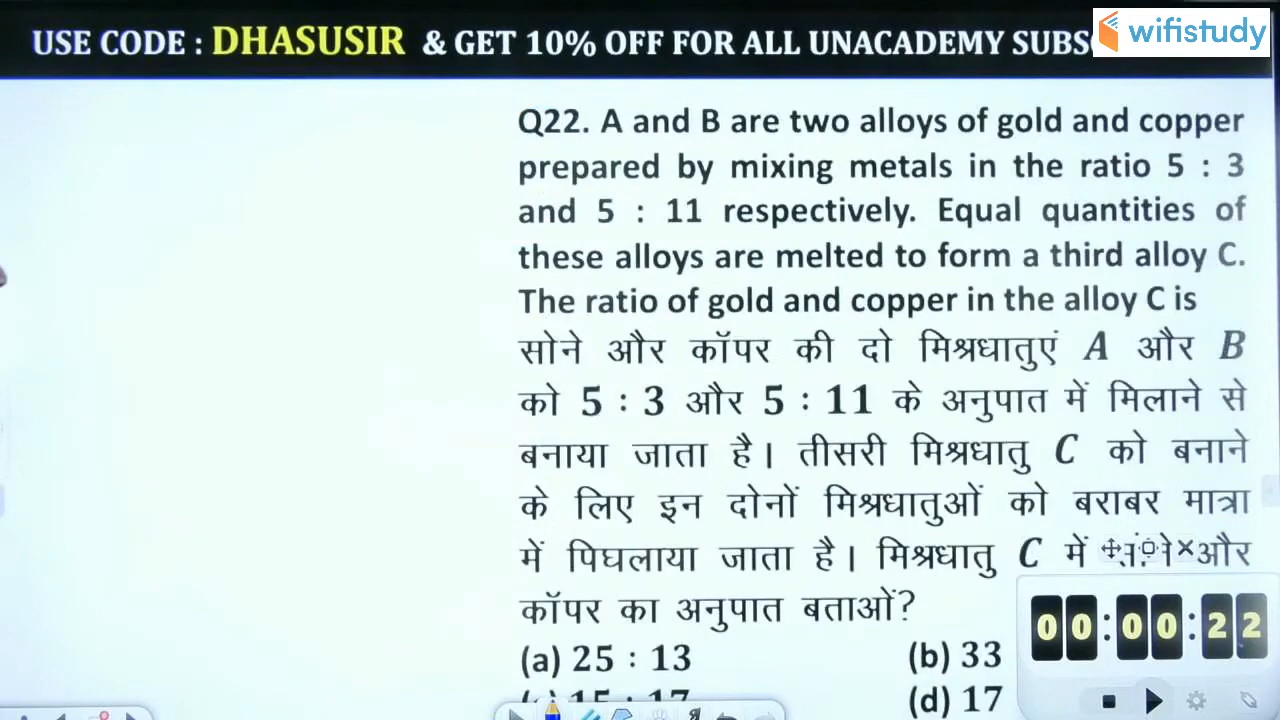 USE CODE : DHASUSIR & GET 10% OFF FOR ALL UNACADEMY
wifistudy
Q22. A and B are two alloys of gold and copper
prepared by mixing metals in the ratio 5 : 3
and 5 : 11 respectively. Equal quantities of
these alloys are melted to form a third alloy C.
The ratio of gold and copper in the alloy C is
सोने और कॉपर की दो मिश्रधातुएं A और B
को 5 : 3 और 5 : 11 के अनुपात में मिलाने से
बनाया जाता है। तीसरी मिश्रधातु C को बनाने
के लिए इन दोनों मिश्रधातुओं को बराबर मात्रा
में पिघलाया जाता है। मिश्रधातु C में और
कॉपर का अनुपात बताओं?
00:00:22
(a) 25 : 13 (b) 33
15 : 17 (d) 17